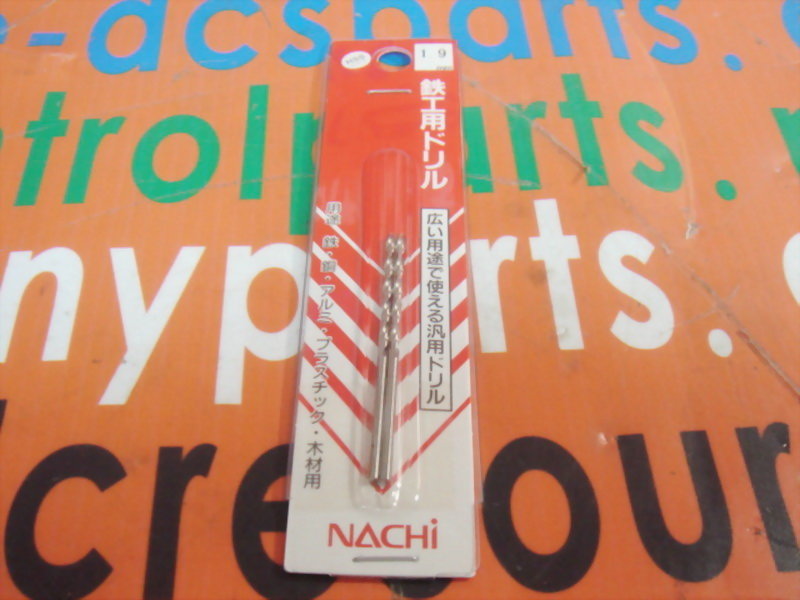 e-dcsparts.c
HSS
1 9
mm
ntrolparts.
鉄工用ドリル
広い用途で使える汎用ドリル
用途 鉄・鋼・アルミ・プラスチック・木材用
nyparts.c
NACHi